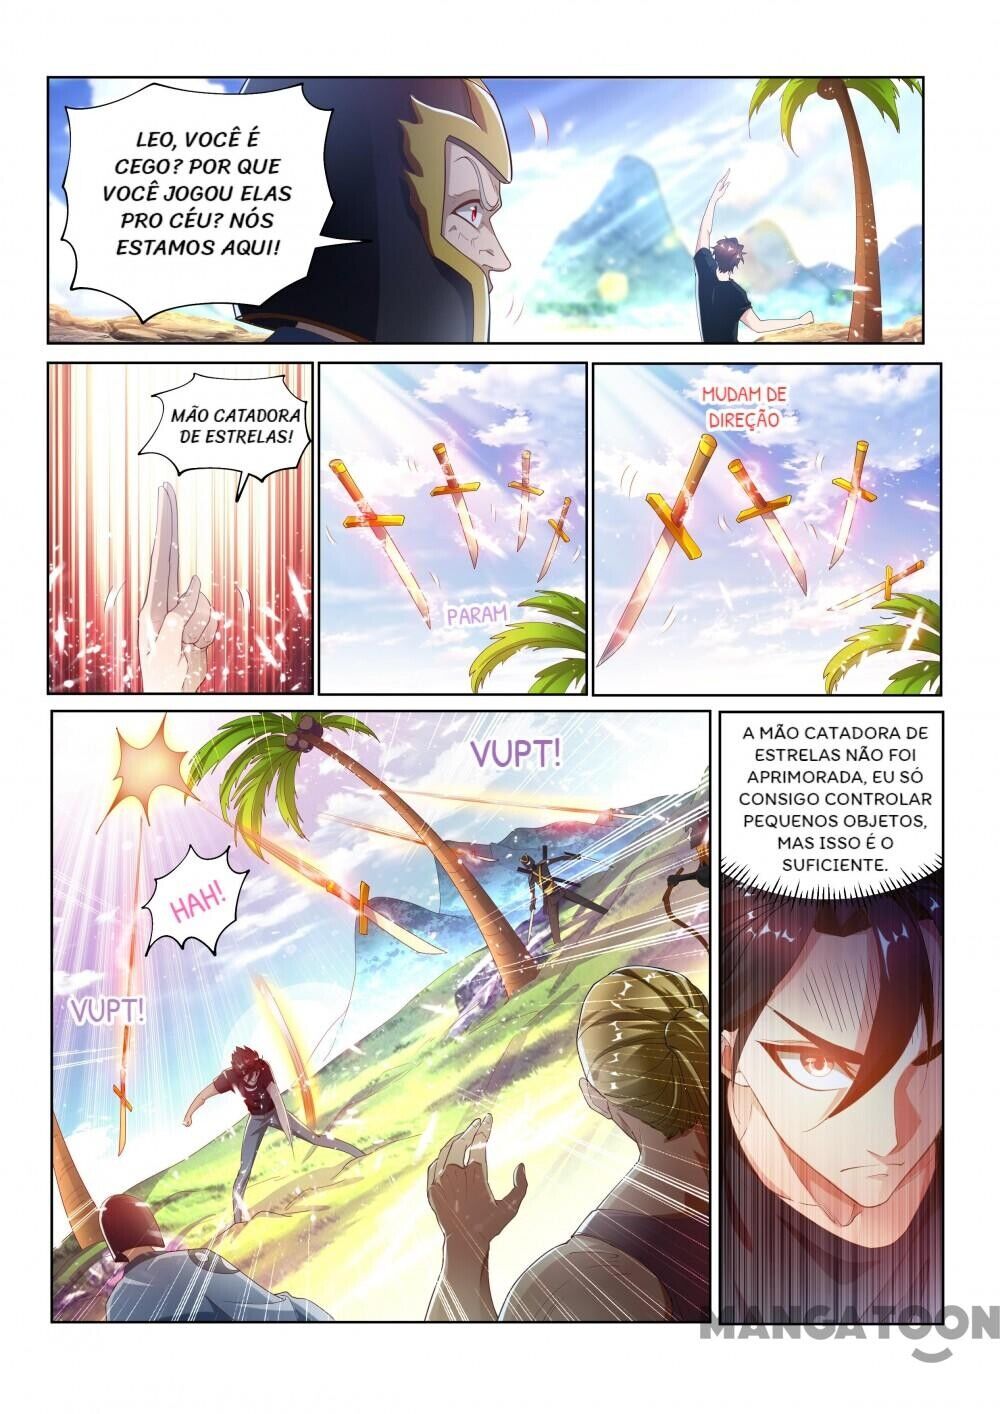 LEO, VOCÊ É
CEGO? POR QUE
VOCÊ JOGOU ELAS
PRO CÉU? NÓS
ESTAMOS AQUI!
MÃO CATADORA
DE ESTRELAS!
PARAM
MUDAM DE
DIREÇÃO
VUPT!
HAH!
VUPT!
A MÃO CATADORA DE
ESTRELAS NÃO FOI
APRIMORADA, EU SÓ
CONSIGO CONTROLAR
PEQUENOS OBJETOS,
MAS ISSO É O
SUFICIENTE.
MANGATOON